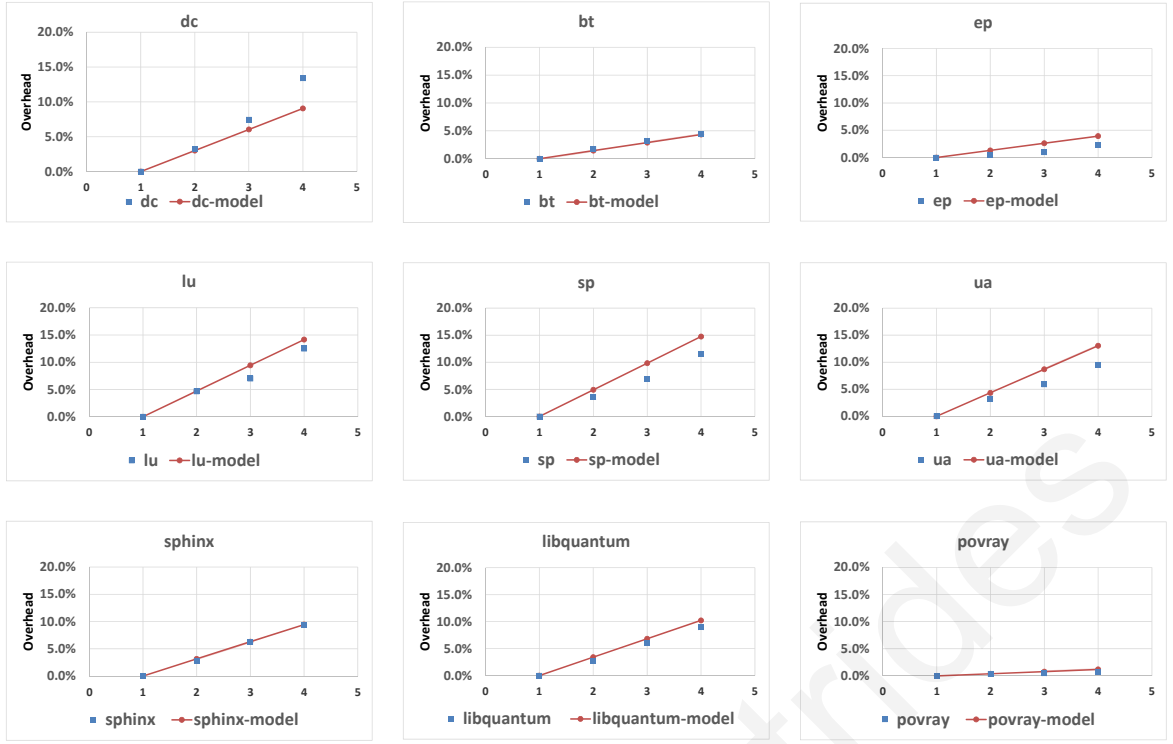 dc
20.0%
15.0%
10.0%
5.0%
0.0%
Overhead
0 1 2 3 4 5
dc dc-model
bt
20.0%
15.0%
10.0%
5.0%
0.0%
Overhead
0 1 2 3 4 5
bt bt-model
ep
20.0%
15.0%
10.0%
5.0%
0.0%
Overhead
0 1 2 3 4 5
ep ep-model
lu
20.0%
15.0%
10.0%
5.0%
0.0%
Overhead
0 1 2 3 4 5
lu lu-model
sp
20.0%
15.0%
10.0%
5.0%
0.0%
Overhead
0 1 2 3 4 5
sp sp-model
ua
20.0%
15.0%
10.0%
5.0%
0.0%
Overhead
0 1 2 3 4 5
ua ua-model
sphinx
20.0%
15.0%
10.0%
5.0%
0.0%
Overhead
0 1 2 3 4 5
sphinx sphinx-model
libquantum
20.0%
15.0%
10.0%
5.0%
0.0%
Overhead
0 1 2 3 4 5
libquantum libquantum-model
povray
20.0%
15.0%
10.0%
5.0%
0.0%
Overhead
0 1 2 3 4 5
povray povray-model
trides